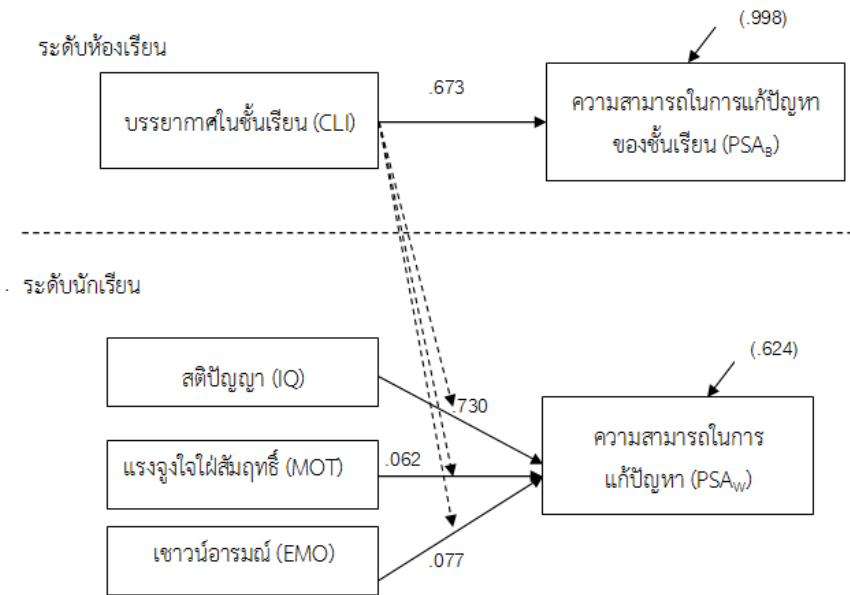 (.998)
ระดับห้องเรียน
.673
บรรยากาศในชั้นเรียน (CLI)
ความสามารถในการแก้ปัญหา
ของชั้นเรียน (PSAB)
ระดับนักเรียน
(.624)
สติปัญญา (IQ)
.730
ความสามารถในการ
แก้ปัญหา (PSAW)
แรงจูงใจใฝ่สัมฤทธิ์ (MOT)
.062
เชาวน์อารมณ์ (EMO)
.077